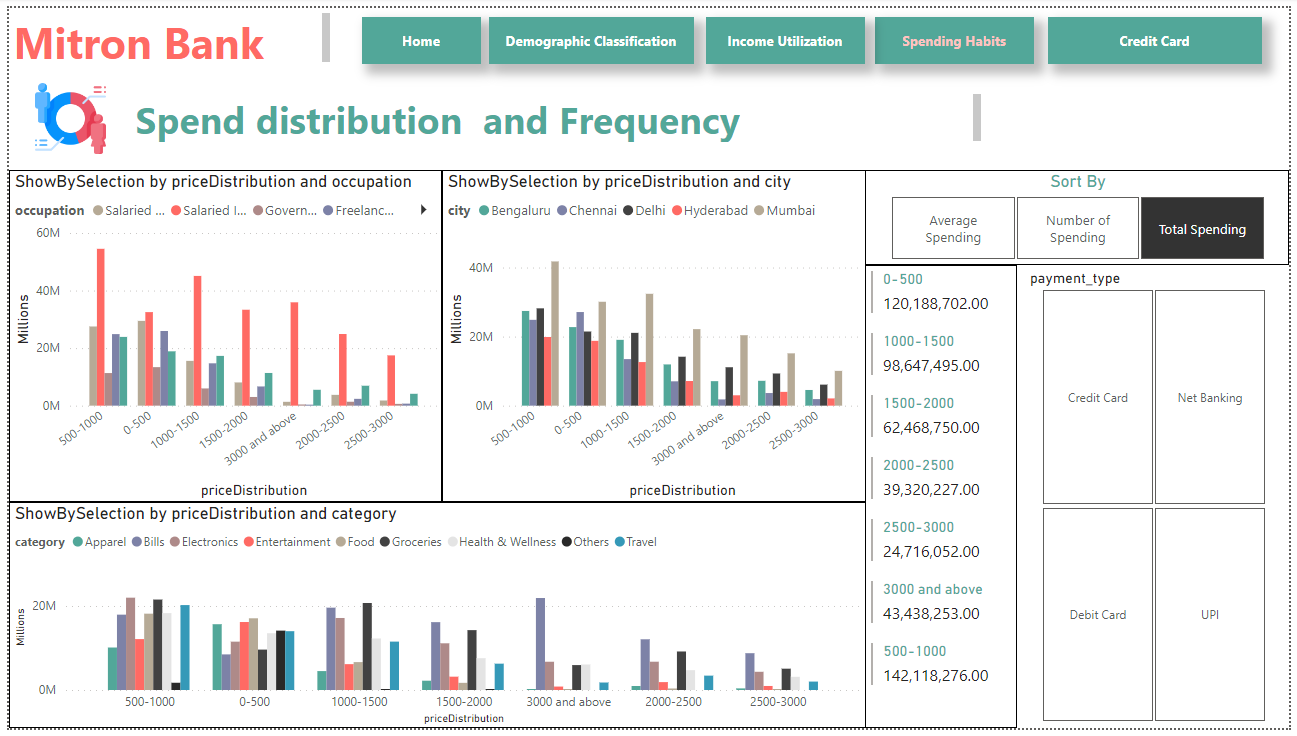 Mitron Bank
Home
Demographic Classification
Income Utilization
Spending Habits
Credit Card
Spend distribution and Frequency
ShowBySelection by priceDistribution and occupation
occupation Salaried ... Salaried I... Govern... Freelanc...
60M
40M
20M
0M
Millions
500-1000
0-500
1000-1500
1500-2000
3000 and above
2000-2500
2500-3000
priceDistribution
ShowBySelection by priceDistribution and city
city Bengaluru Chennai Delhi Hyderabad Mumbai
40M
20M
0M
Millions
500-1000
0-500
1000-1500
1500-2000
3000 and above
2000-2500
2500-3000
priceDistribution
Sort By
Average
Spending
Number of
Spending
Total Spending
0-500
120,188,702.00
1000-1500
98,647,495.00
1500-2000
62,468,750.00
2000-2500
39,320,227.00
2500-3000
24,716,052.00
3000 and above
43,438,253.00
500-1000
142,118,276.00
payment_type
Credit Card
Net Banking
Debit Card
UPI
ShowBySelection by priceDistribution and category
category Apparel Bills Electronics Entertainment Food Groceries Health & Wellness Others Travel
20M
0M
Millions
500-1000
0-500
1000-1500
1500-2000
3000 and above
2000-2500
2500-3000
priceDistribution